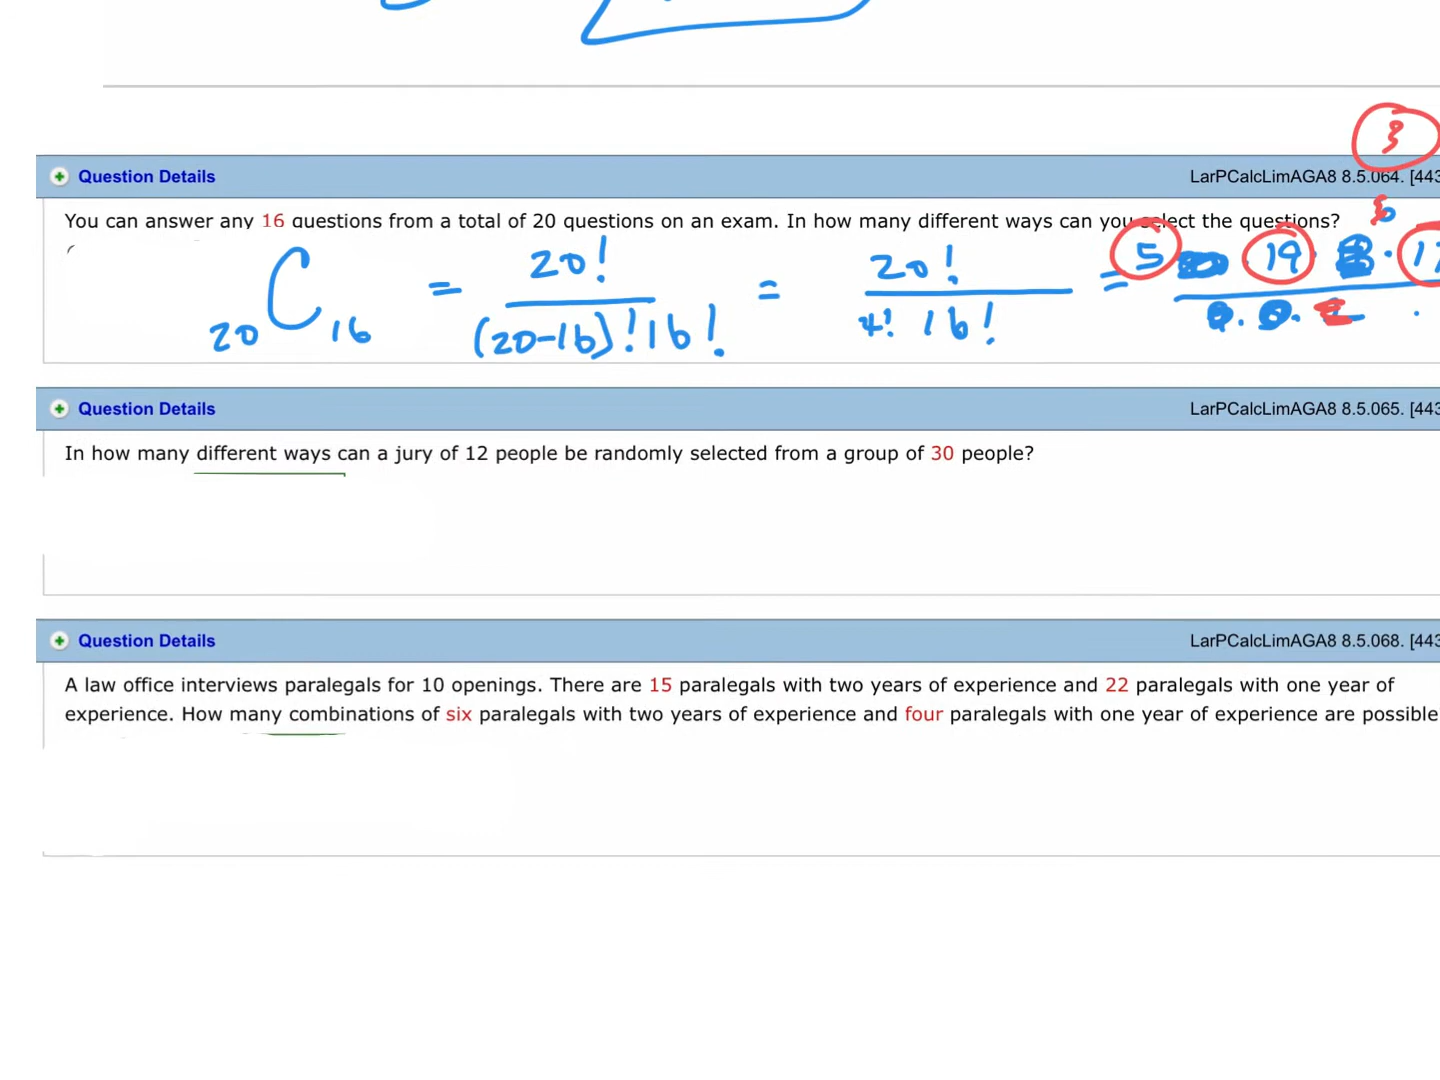 3
Question Details LarPCalcLimAGA8 8.5.064. [443
You can answer any 16 questions from a total of 20 questions on an exam. In how many different ways can you select the questions?
20 C 16 = 20! / (20-16)! 16! = 20! / 4! 16! = 5 · 19 · · 17
Question Details LarPCalcLimAGA8 8.5.065. [443
In how many different ways can a jury of 12 people be randomly selected from a group of 30 people?
Question Details LarPCalcLimAGA8 8.5.068. [443
A law office interviews paralegals for 10 openings. There are 15 paralegals with two years of experience and 22 paralegals with one year of
experience. How many combinations of six paralegals with two years of experience and four paralegals with one year of experience are possible